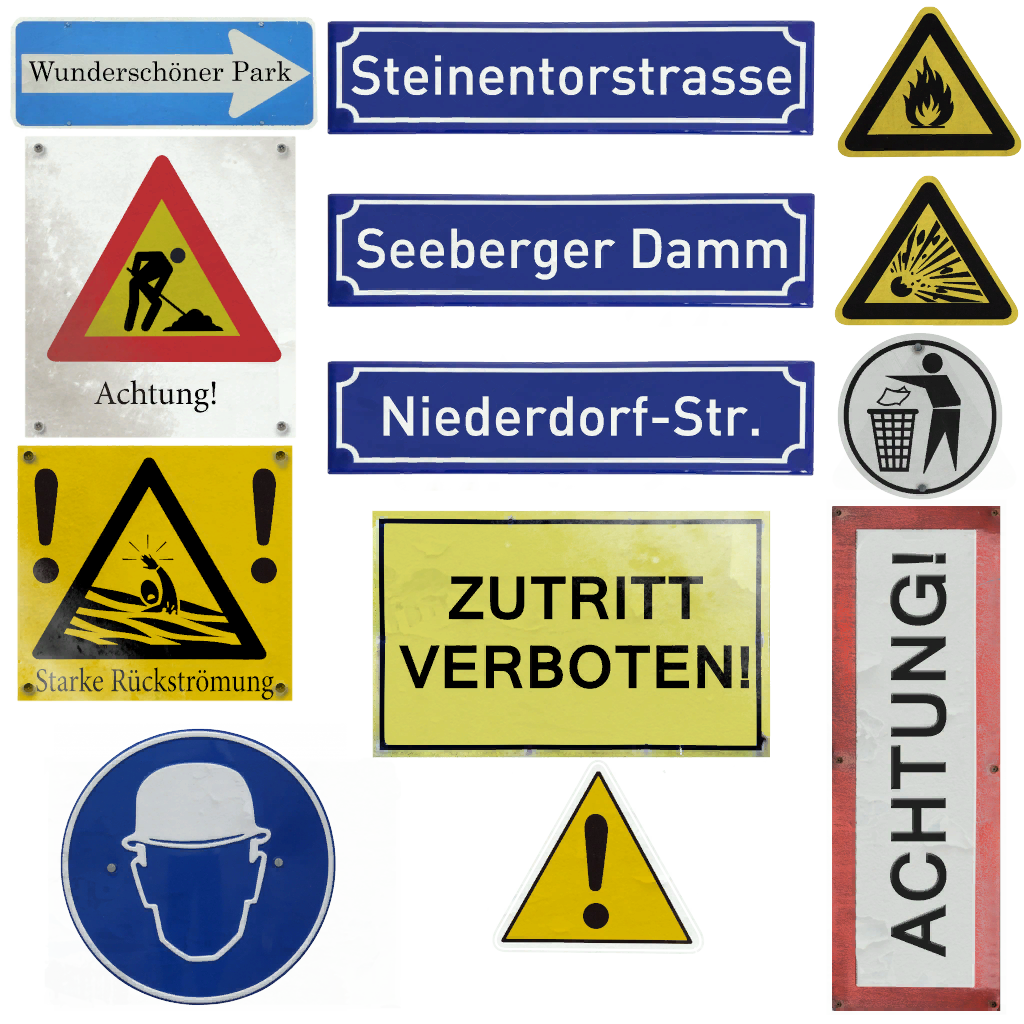 Wunderschöner Park
Steinentorstrasse
Achtung!
Seeberger Damm
Niederdorf-Str.
Starke Rückströmung
ZUTRITT
VERBOTEN!
ACHTUNG!